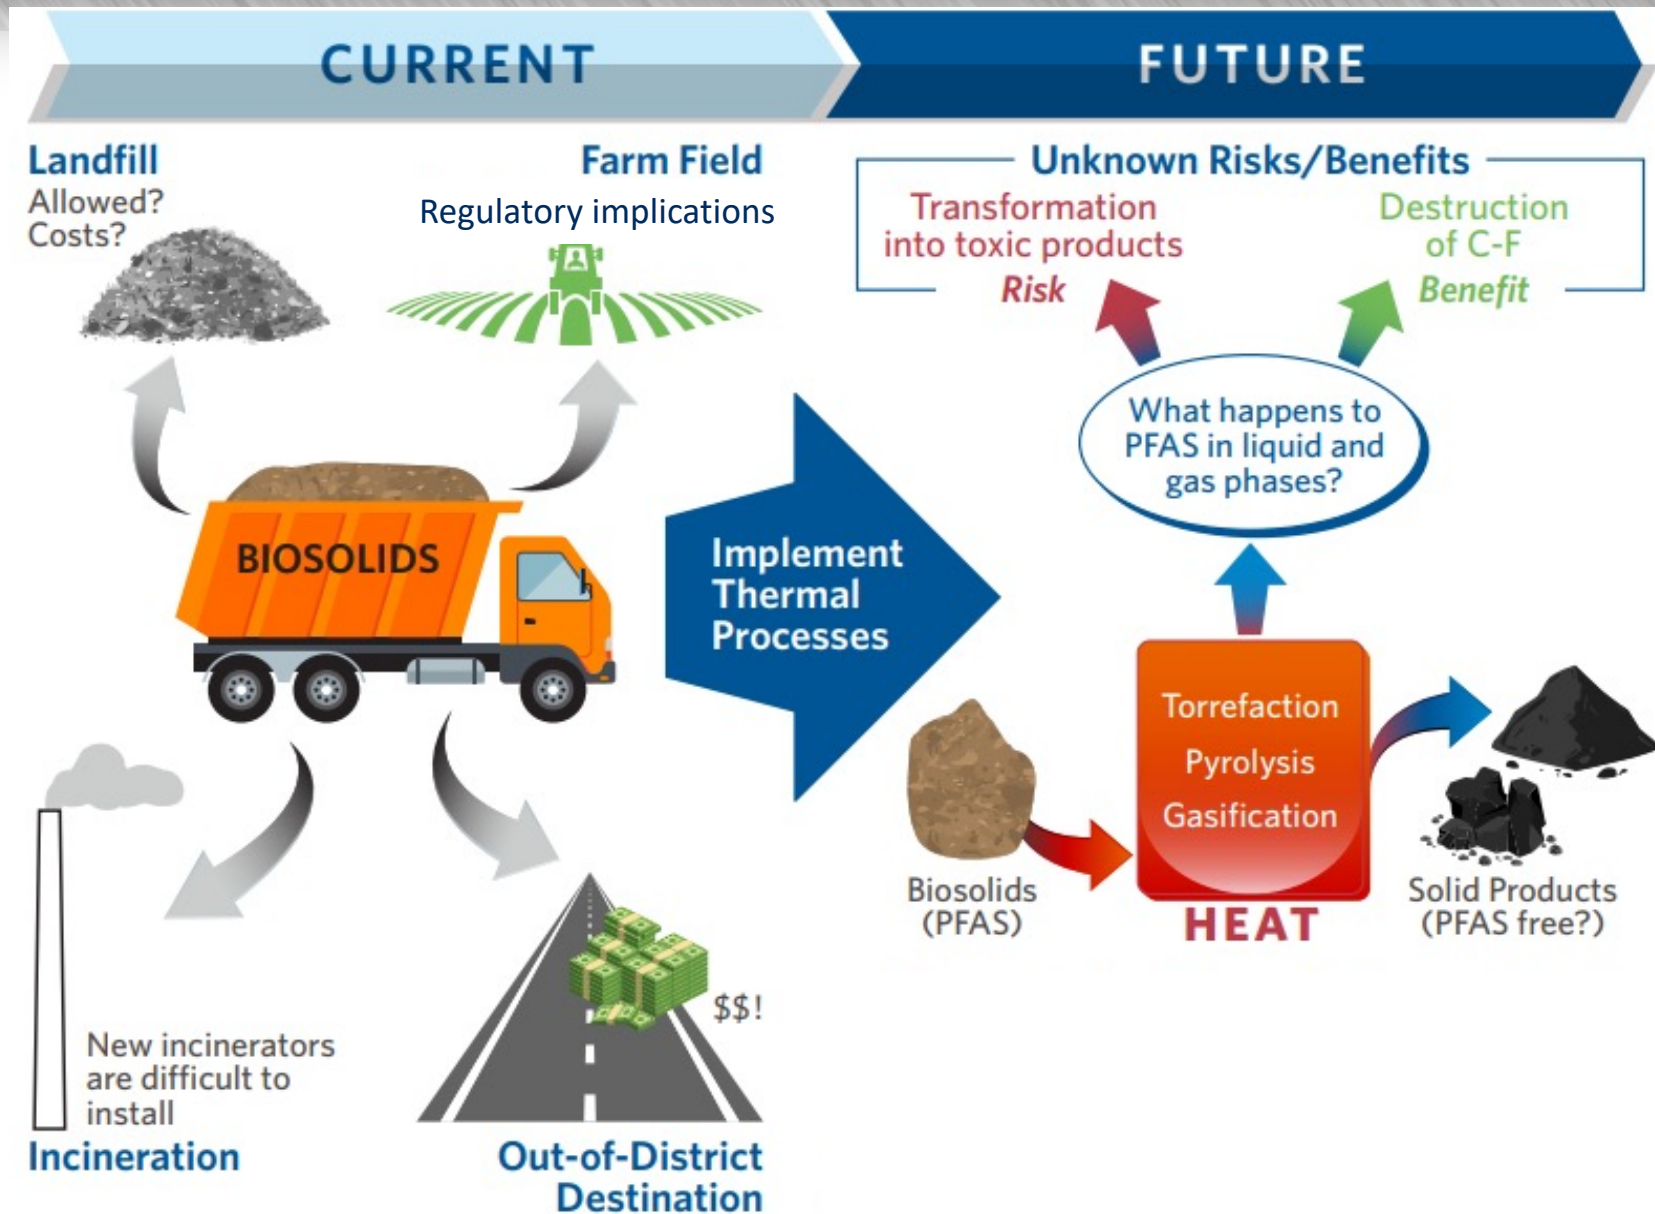 CURRENT
FUTURE
Landfill
Allowed?
Costs?
Farm Field
Regulatory implications
BIOSOLIDS
New incinerators
are difficult to
install
Incineration
$$!
Out-of-District
Destination
Implement
Thermal
Processes
Unknown Risks/Benefits
Transformation
into toxic products
Risk
Destruction
of C-F
Benefit
What happens to
PFAS in liquid and
gas phases?
Torrefaction
Pyrolysis
Gasification
HEAT
Biosolids
(PFAS)
Solid Products
(PFAS free?)